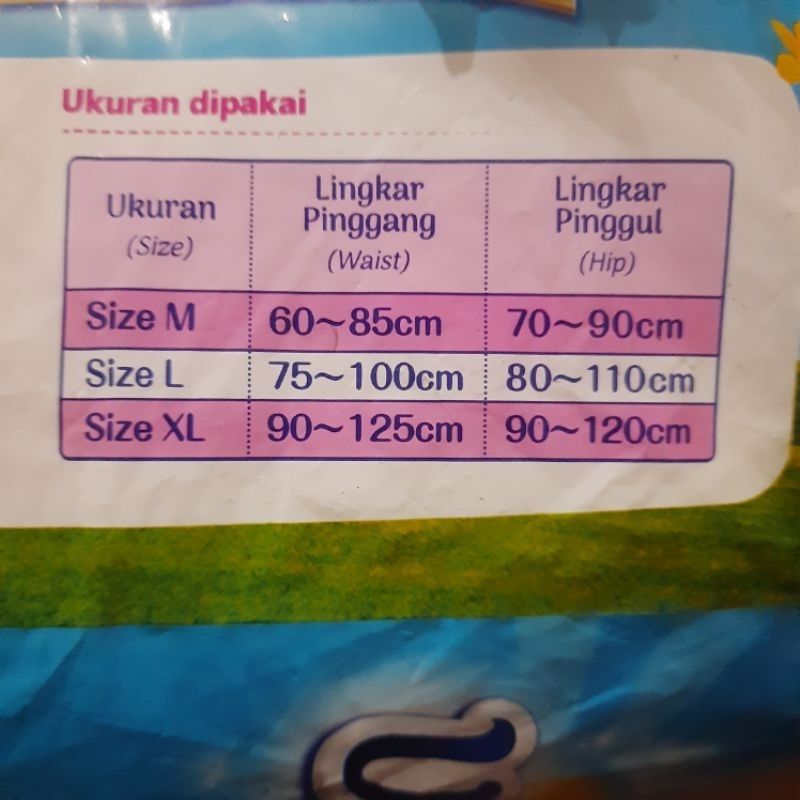 Ukuran dipakai
Ukuran
(Size)
Lingkar
Pinggang
(Waist)
Lingkar
Pinggul
(Hip)
Size M 60~85cm 70~90cm
Size L 75~100cm 80~110cm
Size XL 90~125cm 90~120cm